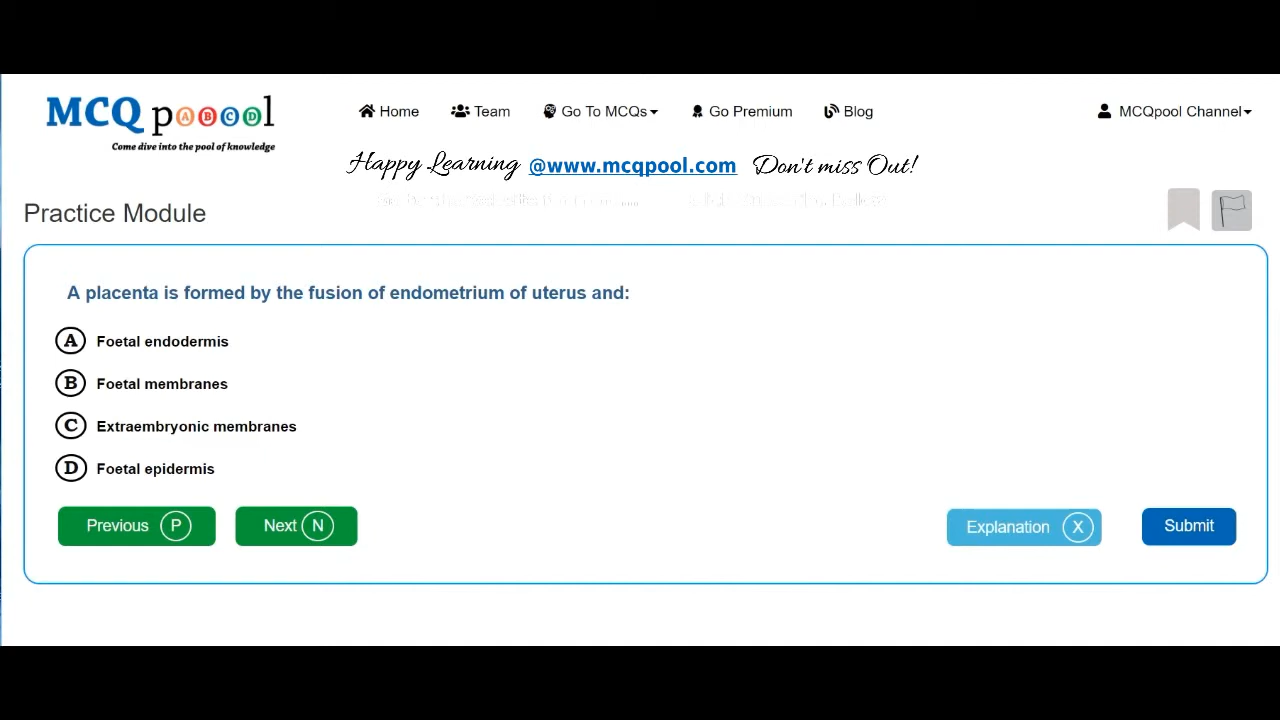 MCQ pABCDl
Come dive into the pool of knowledge
Home Team Go To MCQs Go Premium Blog MCQpool Channel
Happy Learning @www.mcqpool.com Don't miss Out!
Practice Module
A placenta is formed by the fusion of endometrium of uterus and:
A Foetal endodermis
B Foetal membranes
C Extraembryonic membranes
D Foetal epidermis
Previous P Next N Explanation X Submit